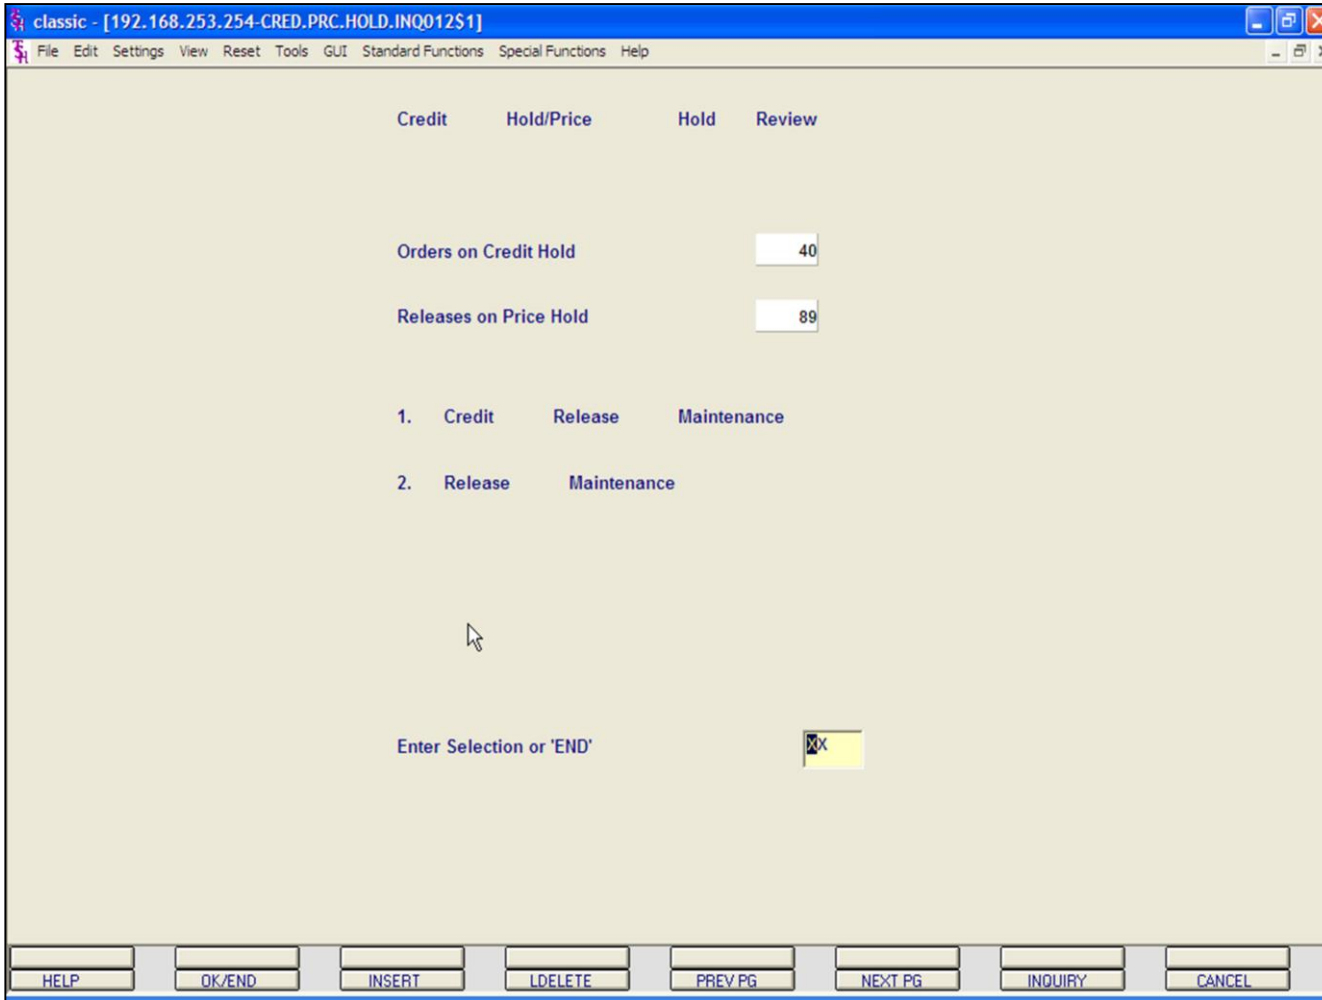 classic - [192.168.253.254-CRED.PRC.HOLD.INQ012$1]
File Edit Settings View Reset Tools GUI Standard Functions Special Functions Help
Credit Hold/Price Hold Review
Orders on Credit Hold 40
Releases on Price Hold 89
1. Credit Release Maintenance
2. Release Maintenance
Enter Selection or 'END' XX
HELP OK/END INSERT LDELETE PREV PG NEXT PG INQUIRY CANCEL